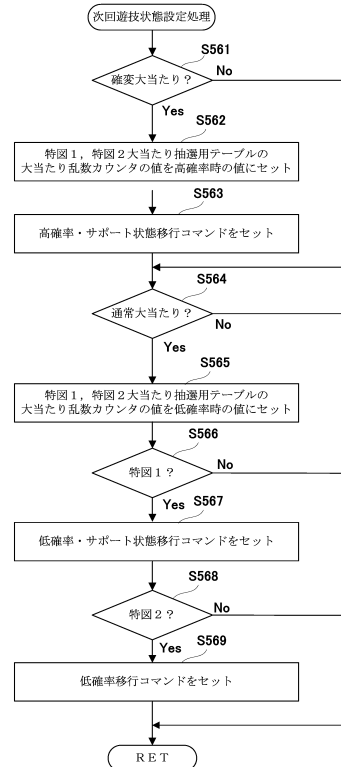 次回遊技状態設定処理
S561
確変大当たり？
No
Yes
S562
特図１，特図２大当たり抽選用テーブルの
大当たり乱数カウンタの値を高確率時の値にセット
S563
高確率・サポート状態移行コマンドをセット
S564
通常大当たり？
No
Yes
S565
特図１，特図２大当たり抽選用テーブルの
大当たり乱数カウンタの値を低確率時の値にセット
S566
特図１？
No
Yes
S567
低確率・サポート状態移行コマンドをセット
S568
特図２？
No
Yes
S569
低確率移行コマンドをセット
ＲＥＴ